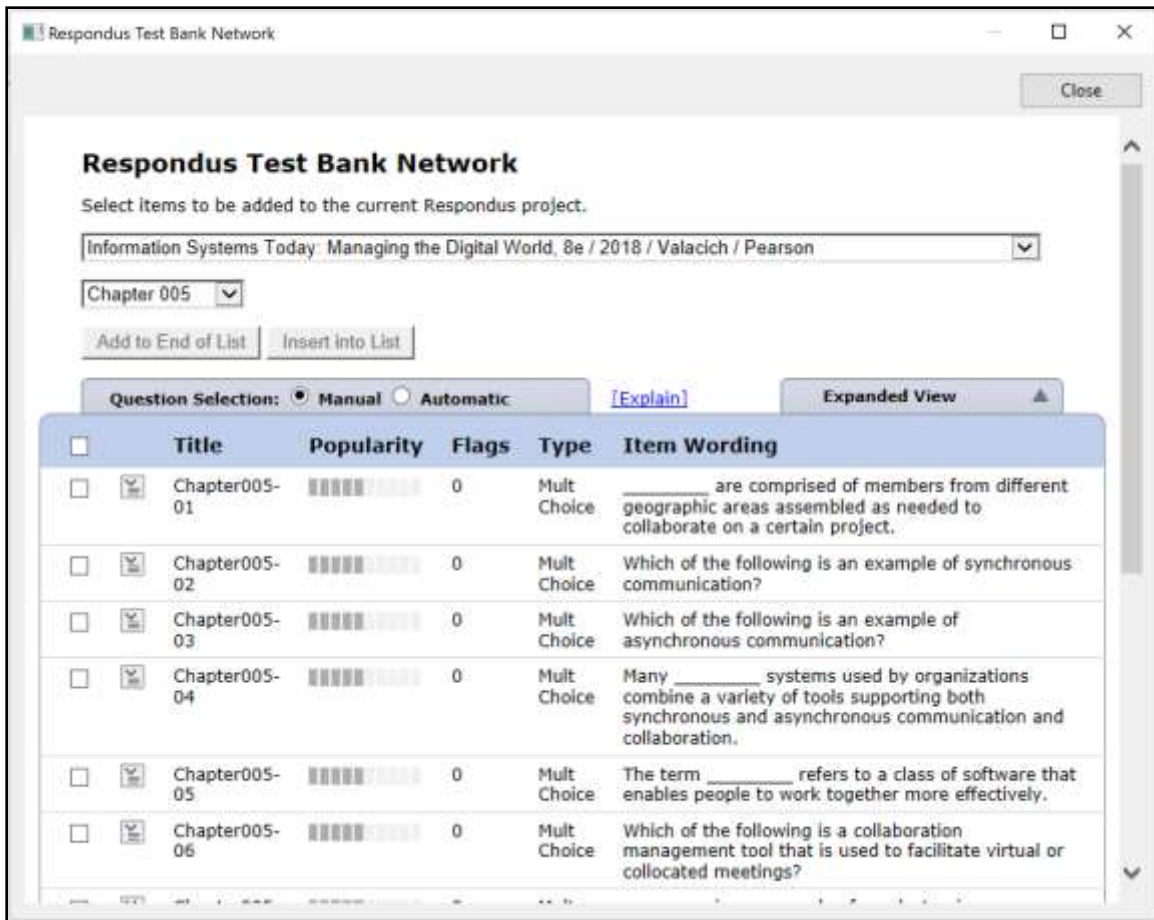 Respondus Test Bank Network
Close
Respondus Test Bank Network
Select items to be added to the current Respondus project.
Information Systems Today: Managing the Digital World, 8e / 2018 / Valacich / Pearson
Chapter 005
Add to End of List Insert into List
Question Selection: Manual Automatic [Explain] Expanded View
Title Popularity Flags Type Item Wording
Chapter005- 0 Mult _________ are comprised of members from different
01 Choice geographic areas assembled as needed to
collaborate on a certain project.
Chapter005- 0 Mult Which of the following is an example of synchronous
02 Choice communication?
Chapter005- 0 Mult Which of the following is an example of
03 Choice asynchronous communication?
Chapter005- 0 Mult Many _________ systems used by organizations
04 Choice combine a variety of tools supporting both
synchronous and asynchronous communication and
collaboration.
Chapter005- 0 Mult The term _________ refers to a class of software that
05 Choice enables people to work together more effectively.
Chapter005- 0 Mult Which of the following is a collaboration
06 Choice management tool that is used to facilitate virtual or
collocated meetings?